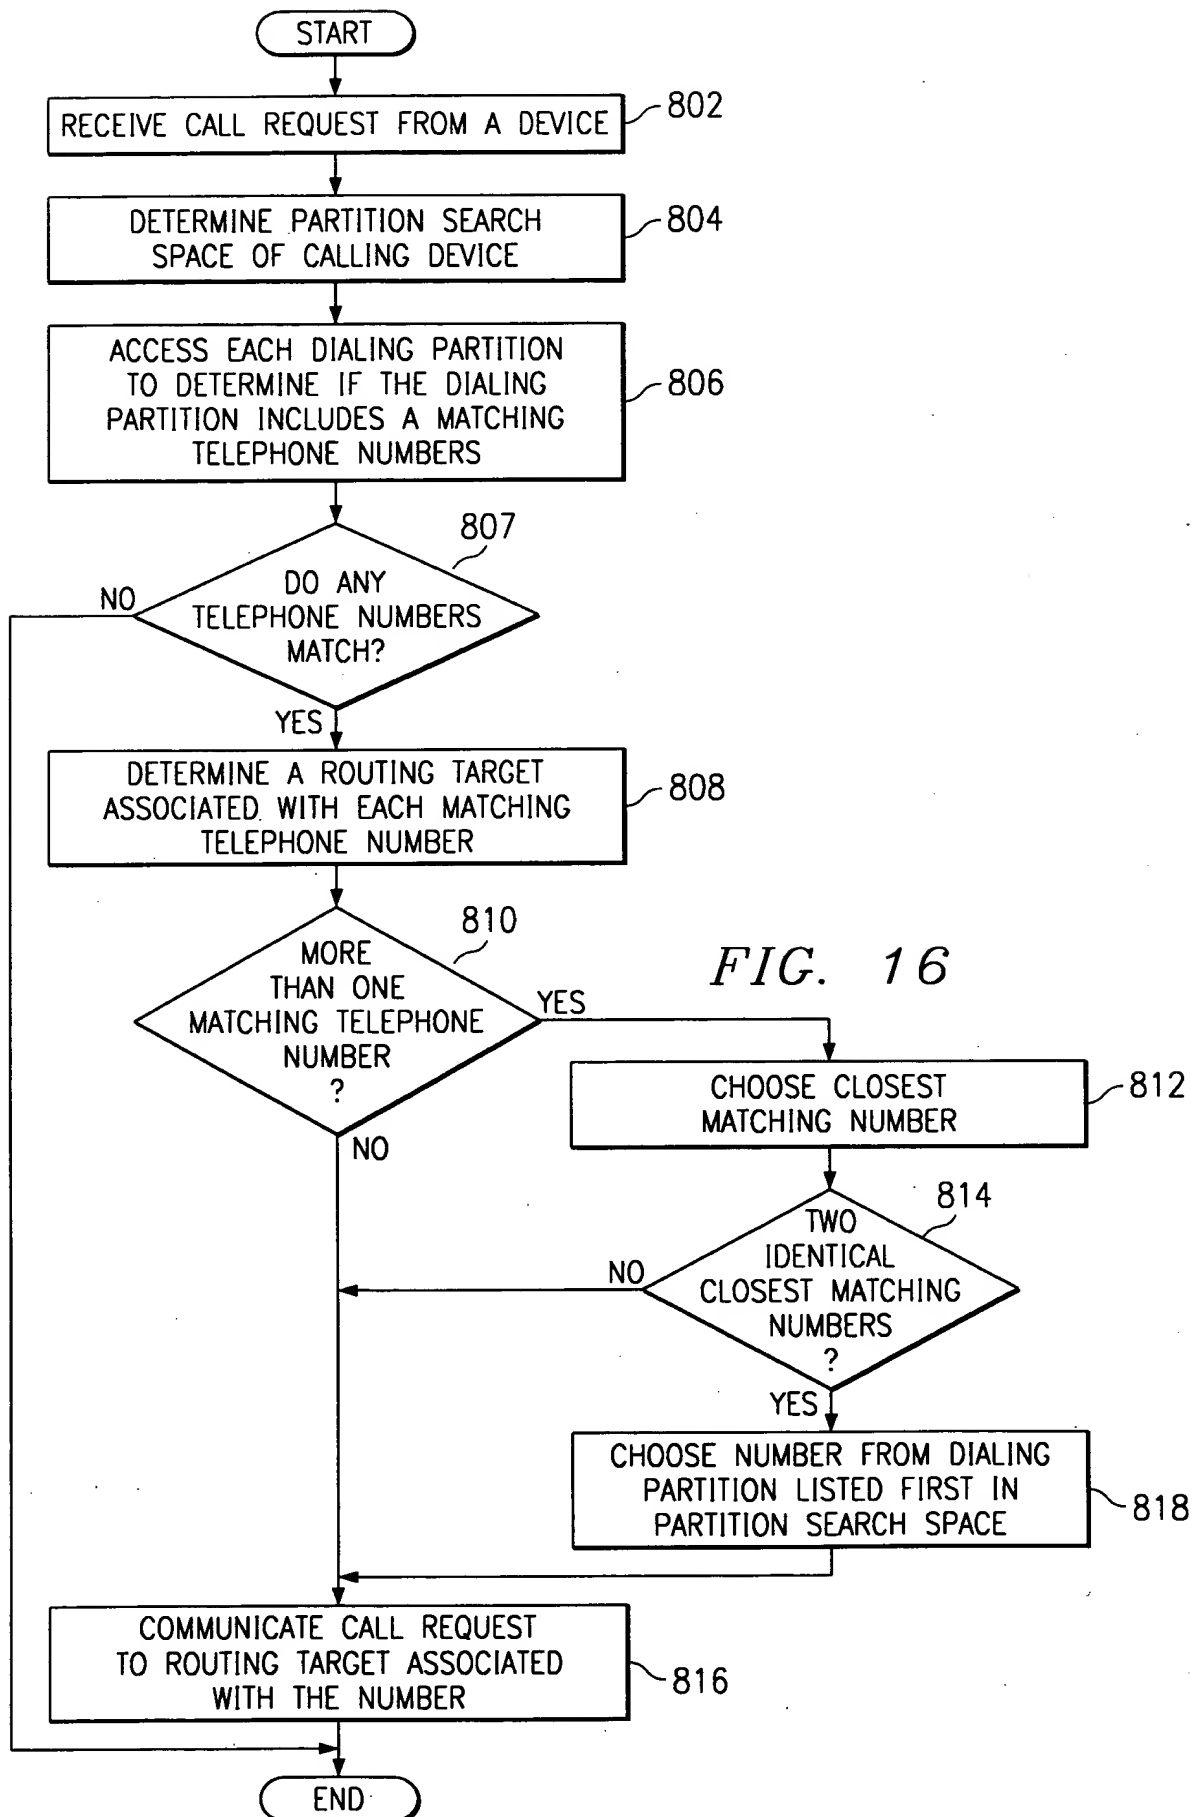 START
RECEIVE CALL REQUEST FROM A DEVICE
802
DETERMINE PARTITION SEARCH
SPACE OF CALLING DEVICE
804
ACCESS EACH DIALING PARTITION
TO DETERMINE IF THE DIALING
PARTITION INCLUDES A MATCHING
TELEPHONE NUMBERS
806
807
DO ANY
TELEPHONE NUMBERS
MATCH?
NO
YES
DETERMINE A ROUTING TARGET
ASSOCIATED WITH EACH MATCHING
TELEPHONE NUMBER
808
810
MORE
THAN ONE
MATCHING TELEPHONE
NUMBER
?
YES
NO
FIG. 16
CHOOSE CLOSEST
MATCHING NUMBER
812
814
TWO
IDENTICAL
CLOSEST MATCHING
NUMBERS
?
NO
YES
CHOOSE NUMBER FROM DIALING
PARTITION LISTED FIRST IN
PARTITION SEARCH SPACE
818
COMMUNICATE CALL REQUEST
TO ROUTING TARGET ASSOCIATED
WITH THE NUMBER
816
END